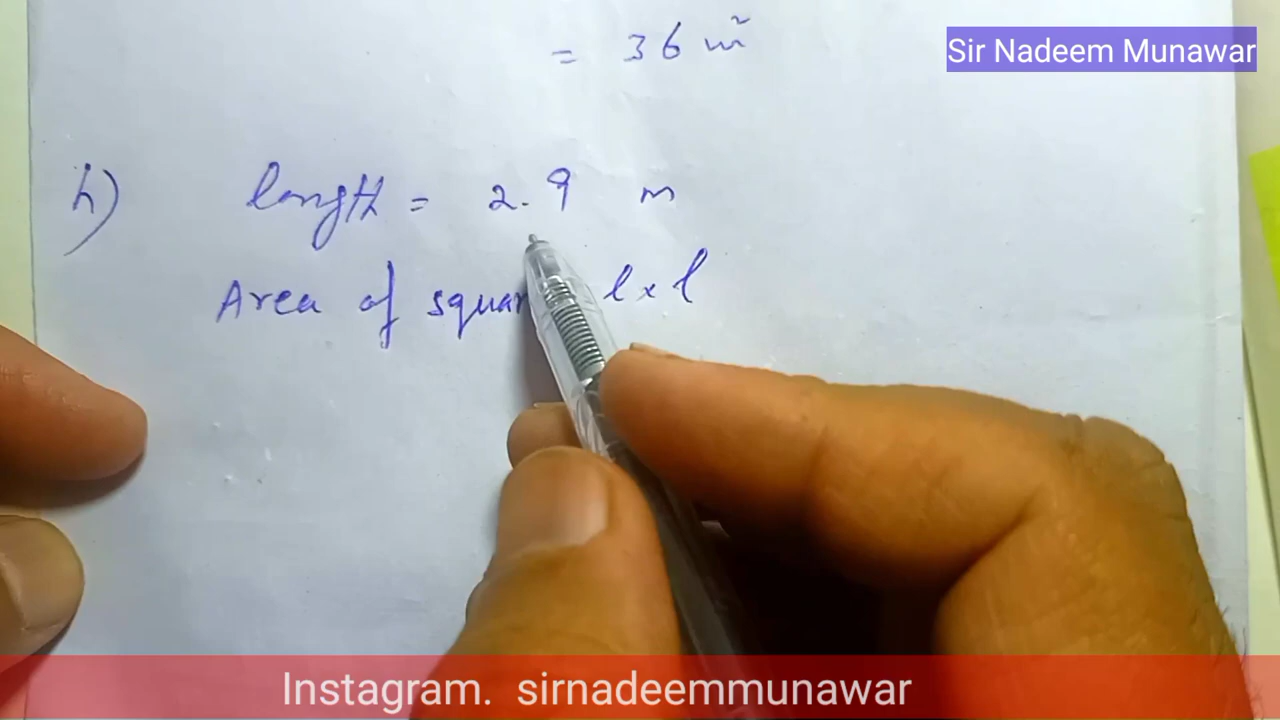 = 36 m²
Sir Nadeem Munawar
h) length = 2.9 m
Area of squar l × l
Instagram. sirnadeemmunawar